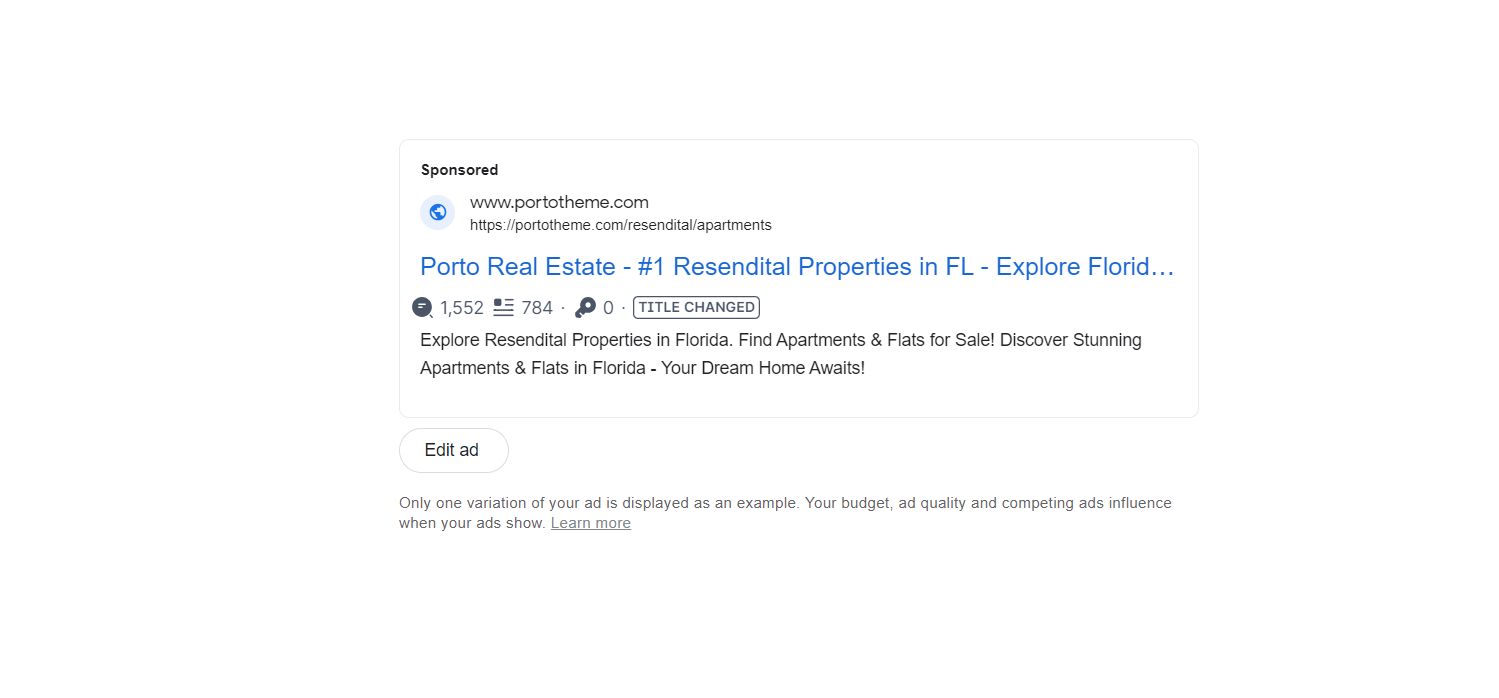 Sponsored
www.portotheme.com
https://portotheme.com/resendital/apartments
Porto Real Estate - #1 Resendital Properties in FL - Explore Florid…
1,552 784 · 0 · TITLE CHANGED
Explore Resendital Properties in Florida. Find Apartments & Flats for Sale! Discover Stunning
Apartments & Flats in Florida - Your Dream Home Awaits!
Edit ad
Only one variation of your ad is displayed as an example. Your budget, ad quality and competing ads influence
when your ads show. Learn more